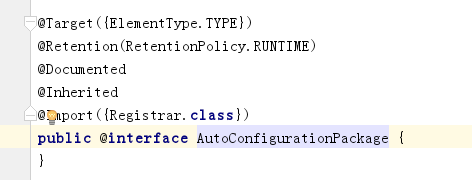 @Target({ElementType.TYPE})
@Retention(RetentionPolicy.RUNTIME)
@Documented
@Inherited
@Import({Registrar.class})
public @interface AutoConfigurationPackage {
}